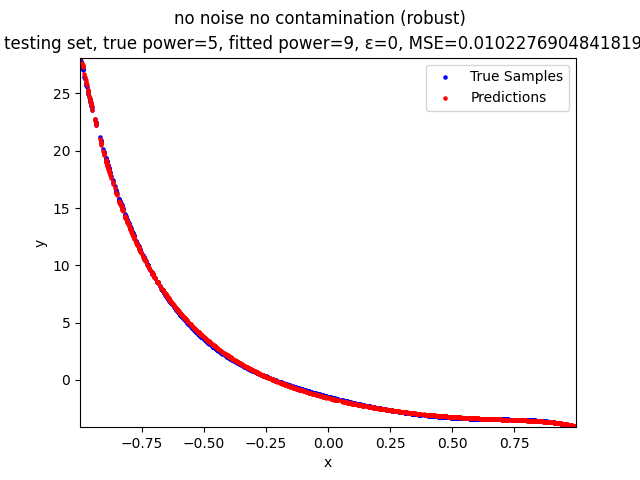 no noise no contamination (robust)
testing set, true power=5, fitted power=9, ε=0, MSE=0.0102276904841819
True Samples
Predictions
y
25
20
15
10
5
0
−0.75
−0.50
−0.25
0.00
0.25
0.50
0.75
x